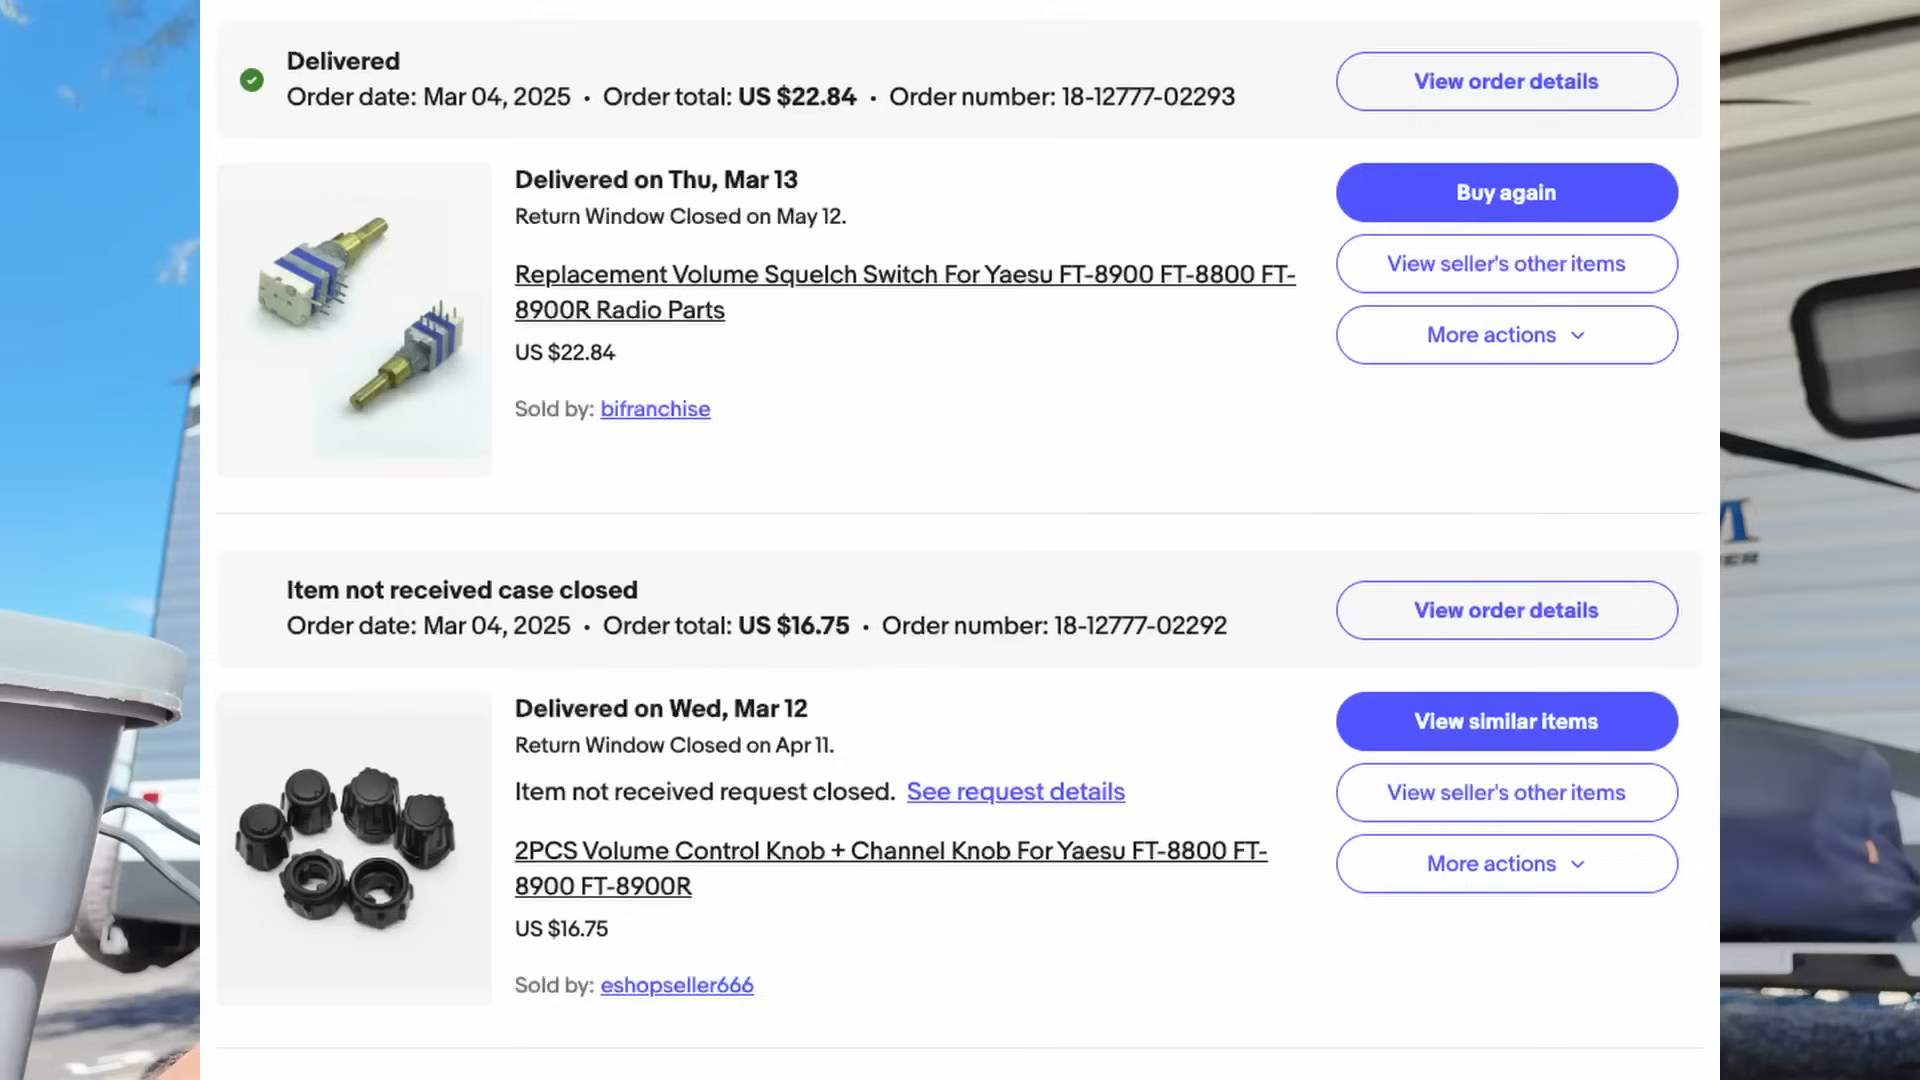 Delivered
Order date: Mar 04, 2025 • Order total: US $22.84 • Order number: 18-12777-02293
View order details
Delivered on Thu, Mar 13
Return Window Closed on May 12.
Replacement Volume Squelch Switch For Yaesu FT-8900 FT-8800 FT-
8900R Radio Parts
US $22.84
Sold by: bifranchise
Buy again
View seller's other items
More actions
Item not received case closed
Order date: Mar 04, 2025 • Order total: US $16.75 • Order number: 18-12777-02292
View order details
Delivered on Wed, Mar 12
Return Window Closed on Apr 11.
Item not received request closed. See request details
2PCS Volume Control Knob + Channel Knob For Yaesu FT-8800 FT-
8900 FT-8900R
US $16.75
Sold by: eshopseller666
View similar items
View seller's other items
More actions